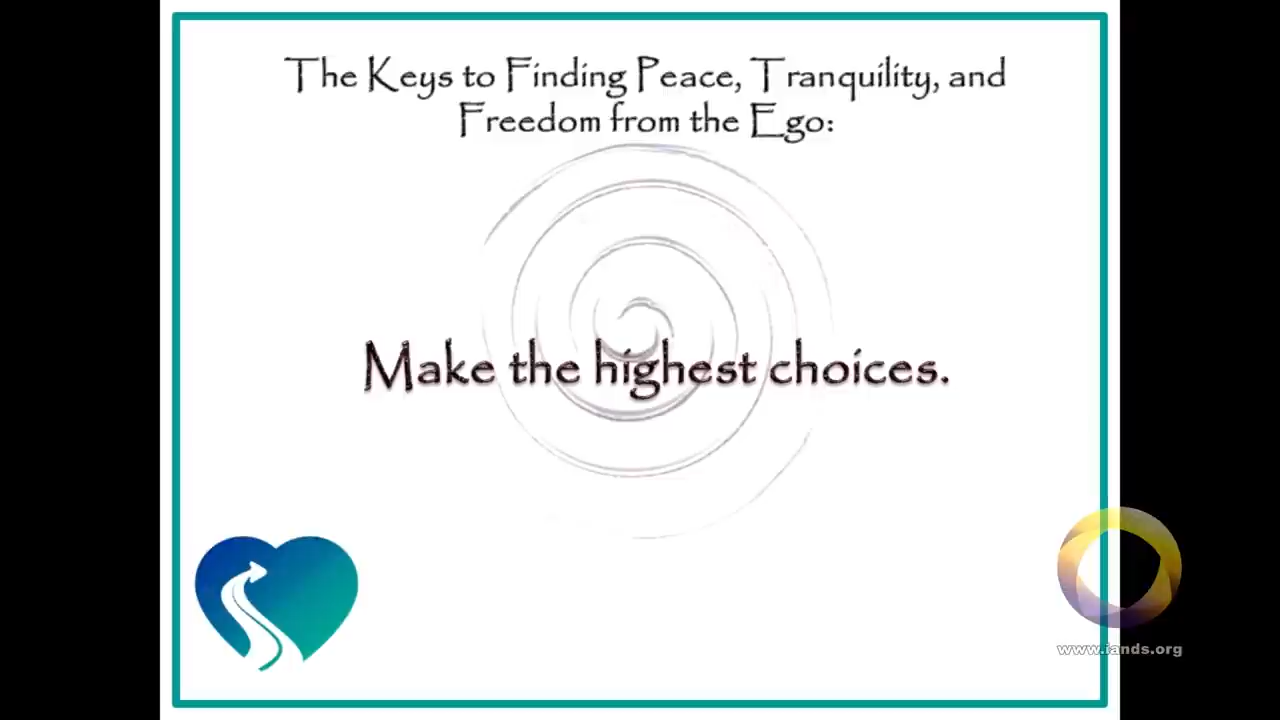 The Keys to Finding Peace, Tranquility, and
Freedom from the Ego:
Make the highest choices.
www.iands.org